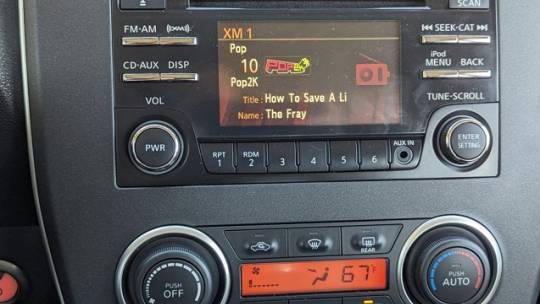 SCAN
FM·AM
((XM))
XM 1
SEEK·CAT
Pop
10 POP2K
iPod
MENU BACK
CD·AUX DISP
Pop2K
Title : How To Save A Li
Name : The Fray
VOL
TUNE·SCROLL
AUX IN
PWR
RPT 1
RDM 2
3 4 5 6
ENTER
SETTING
REAR
67°F
PUSH
OFF
PUSH
AUTO